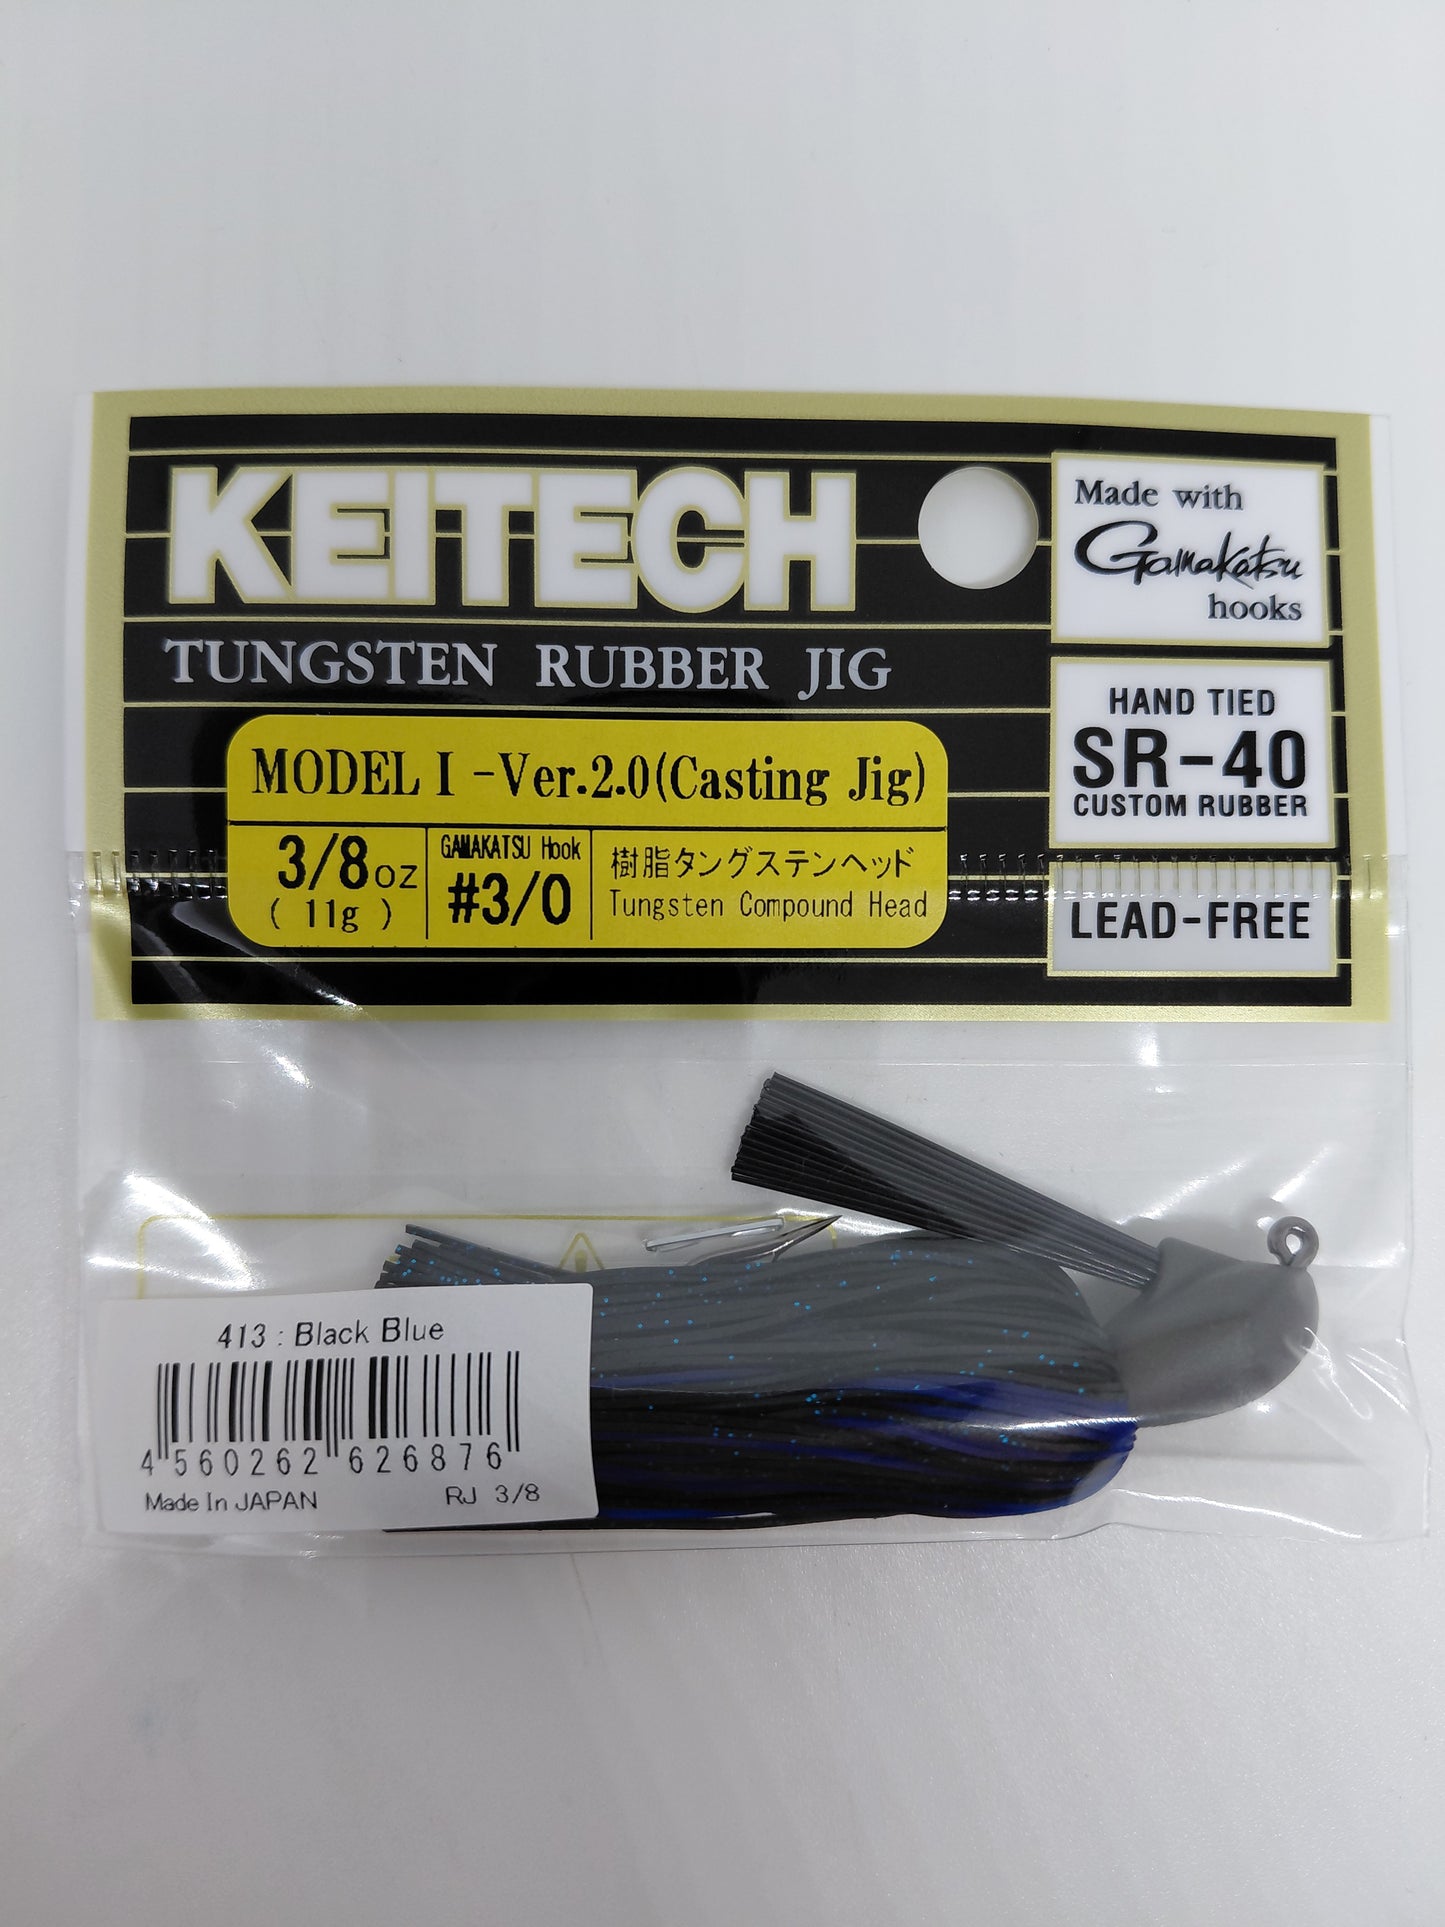 KEITECH
TUNGSTEN RUBBER JIG
MODEL I -Ver.2.0(Casting Jig)
3/8oz
( 11g )
GAMAKATSU Hook
#3/0
樹脂タングステンヘッド
Tungsten Compound Head
Made with
Gamakatsu
hooks
HAND TIED
SR-40
CUSTOM RUBBER
LEAD-FREE
413 : Black Blue
4 560262 626876
Made In JAPAN RJ 3/8